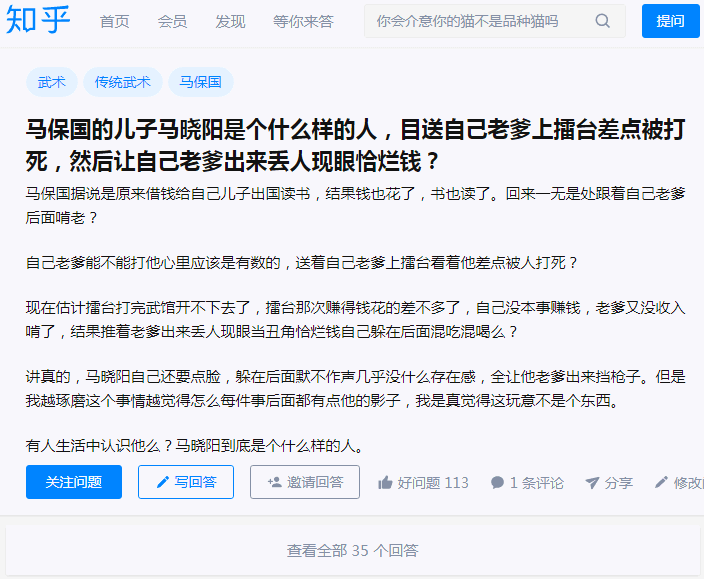 知乎 首页 会员 发现 等你来答 你会介意你的猫不是品种猫吗 提问
武术 传统武术 马保国
马保国的儿子马晓阳是个什么样的人，目送自己老爹上擂台差点被打
死，然后让自己老爹出来丢人现眼恰烂钱？
马保国据说是原来借钱给自己儿子出国读书，结果钱也花了，书也读了。回来一无是处跟着自己老爹
后面啃老？
自己老爹能不能打他心里应该是有数的，送着自己老爹上擂台看着他差点被人打死？
现在估计擂台打完武馆开不下去了，擂台那次赚得钱花的差不多了，自己没本事赚钱，老爹又没收入
啃了，结果推着老爹出来丢人现眼当丑角恰烂钱自己躲在后面混吃混喝么？
讲真的，马晓阳自己还要点脸，躲在后面默不作声几乎没什么存在感，全让他老爹出来挡枪子。但是
我越琢磨这个事情越觉得怎么每件事后面都有点他的影子，我是真觉得这玩意不是个东西。
有人生活中认识他么？马晓阳到底是个什么样的人。
关注问题 写回答 邀请回答 好问题 113 1 条评论 分享 修改
查看全部 35 个回答